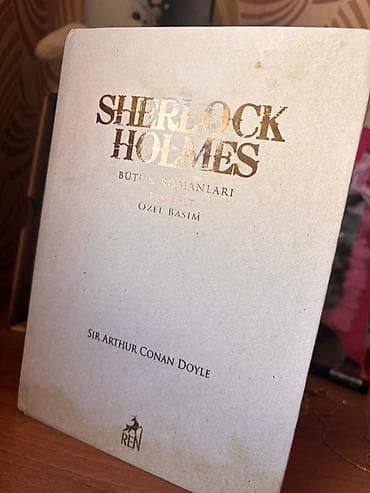 SHERLOCK
HOLMES
BÜTÜN ROMANLARI
ÖZEL BASIM
SIR ARTHUR CONAN DOYLE
REN